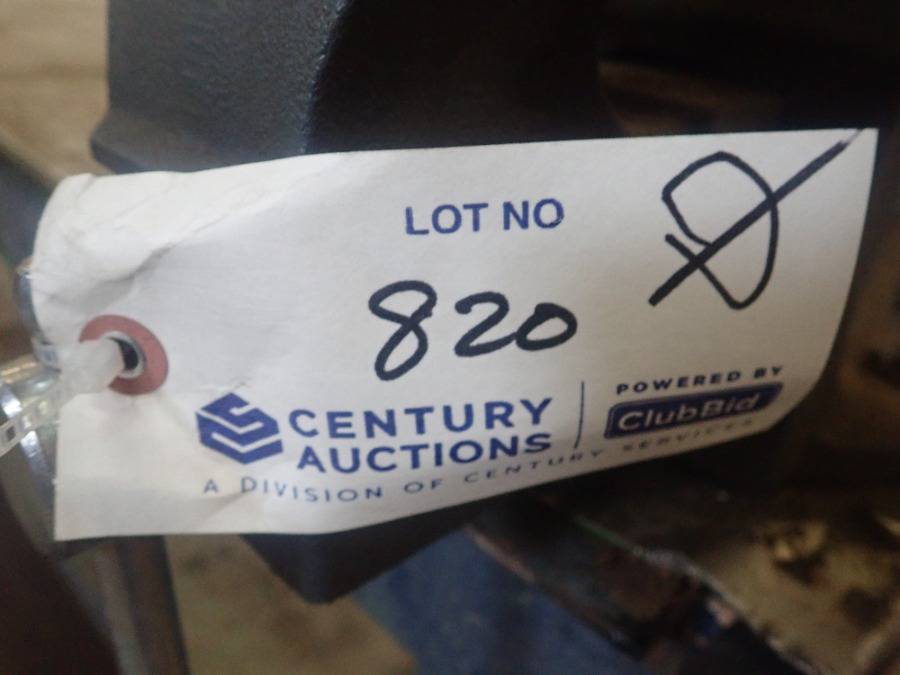 LOT NO
820
CENTURY
AUCTIONS
A DIVISION OF CENTURY SERVICES
POWERED BY
ClubBid